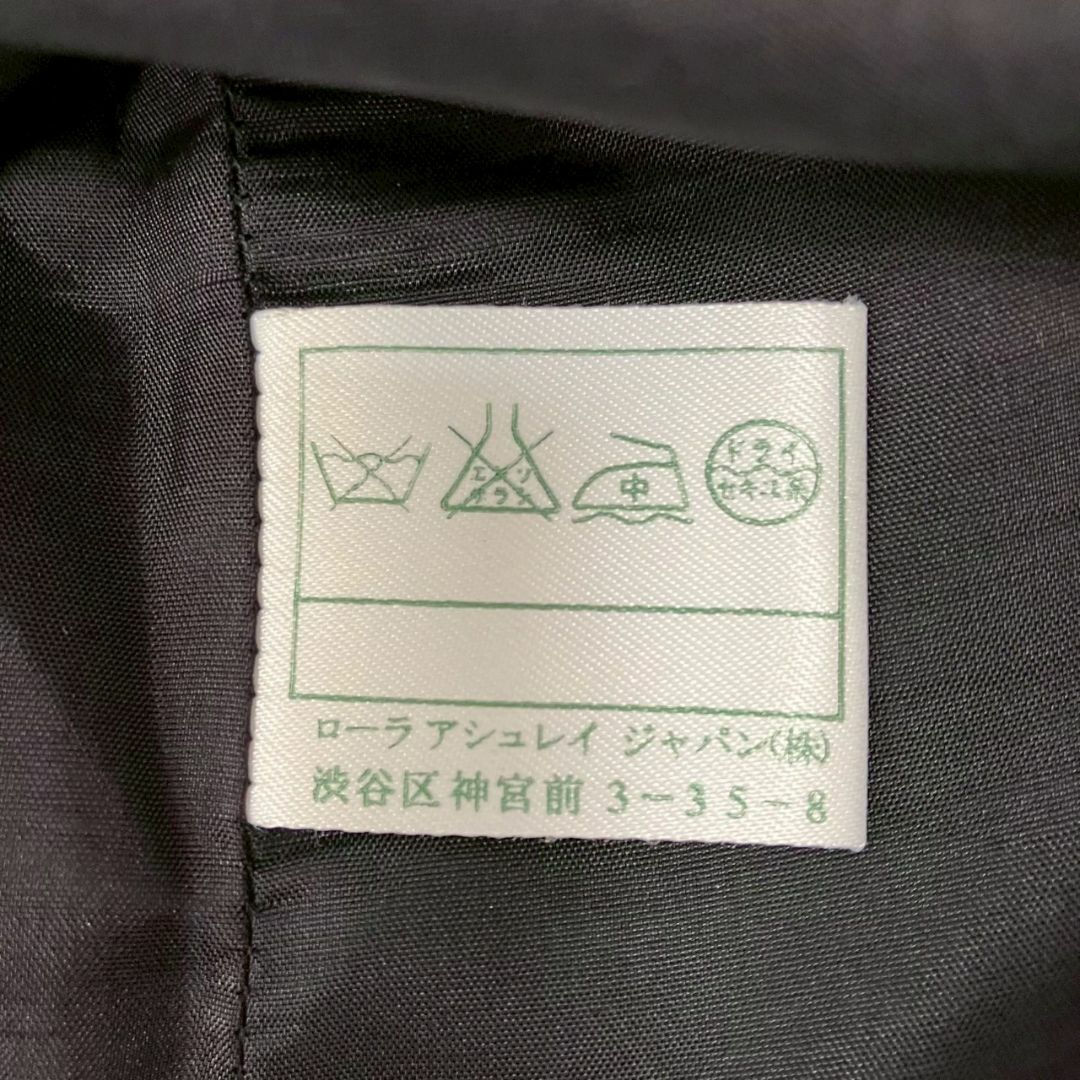 エンソ
サラシ
中
ドライ
セキユ系
ローラ アシュレイ ジャパン(株)
渋谷区神宮前 3-35-8